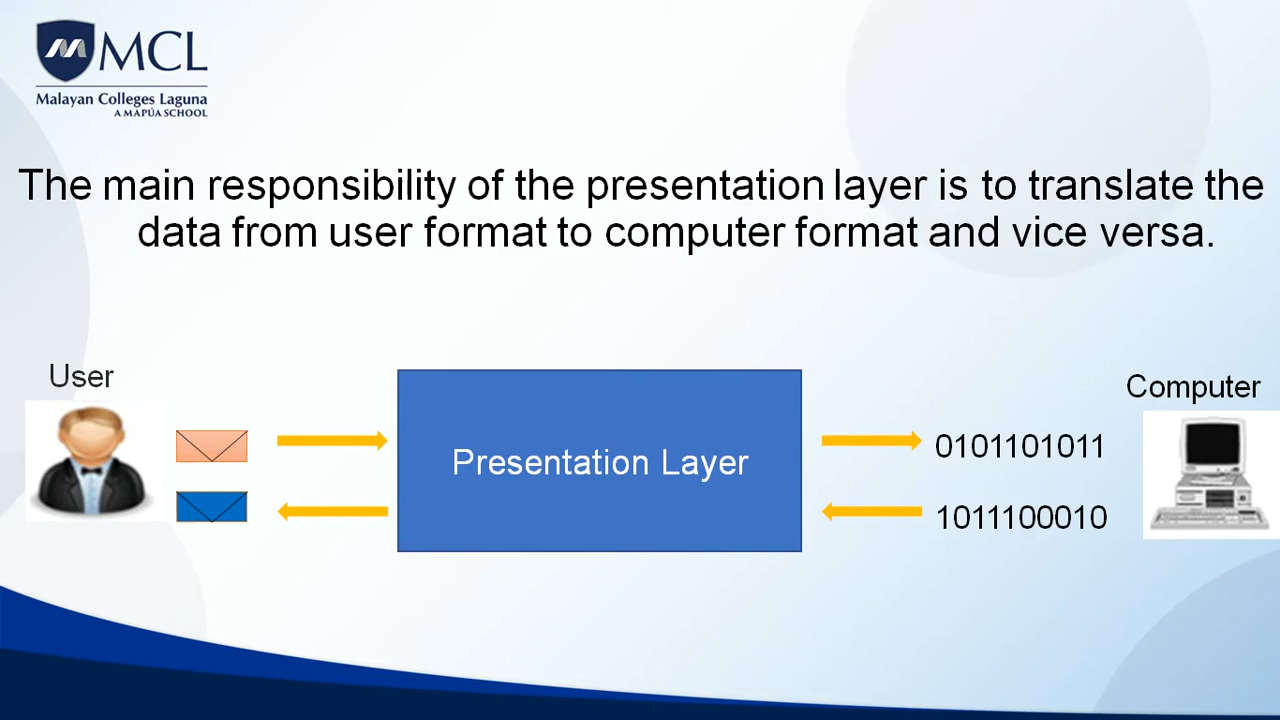 MCL
Malayan Colleges Laguna
A MAPÚA SCHOOL
The main responsibility of the presentation layer is to translate the
data from user format to computer format and vice versa.
User
Computer
Presentation Layer
0101101011
1011100010